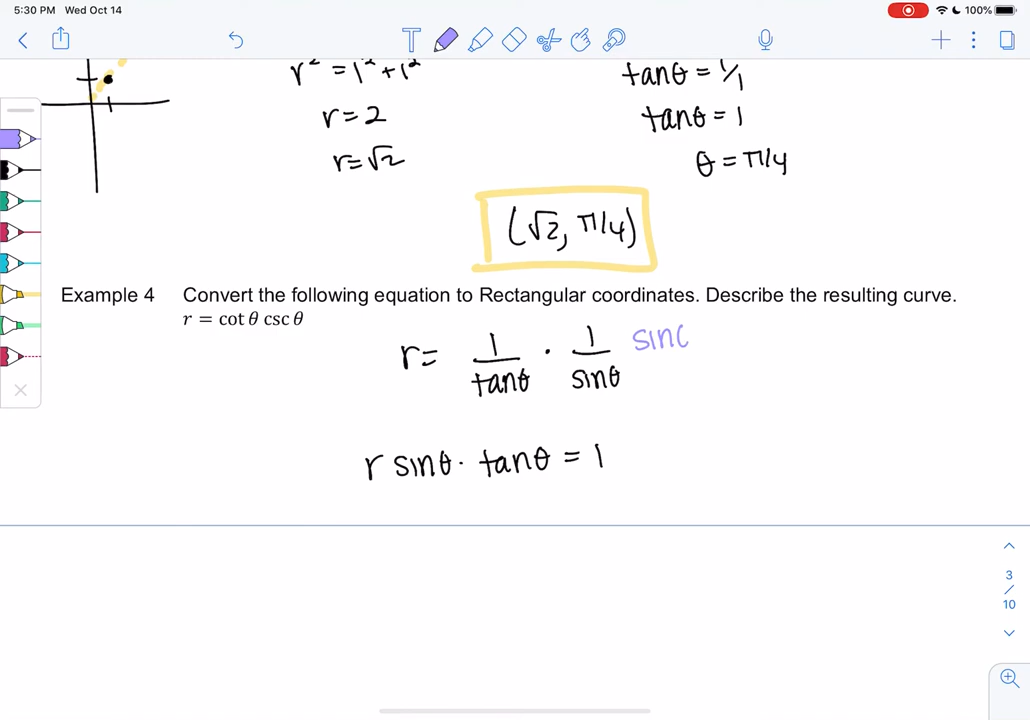 5:30 PM Wed Oct 14
100%
r² = 1² + 1²
tanθ = 1/1
r = 2
tanθ = 1
r = √2
θ = π/4
(√2, π/4)
Example 4 Convert the following equation to Rectangular coordinates. Describe the resulting curve.
r = cot θ csc θ
r = 1/tanθ · 1/sinθ sinc
r sinθ · tanθ = 1
3
/
10